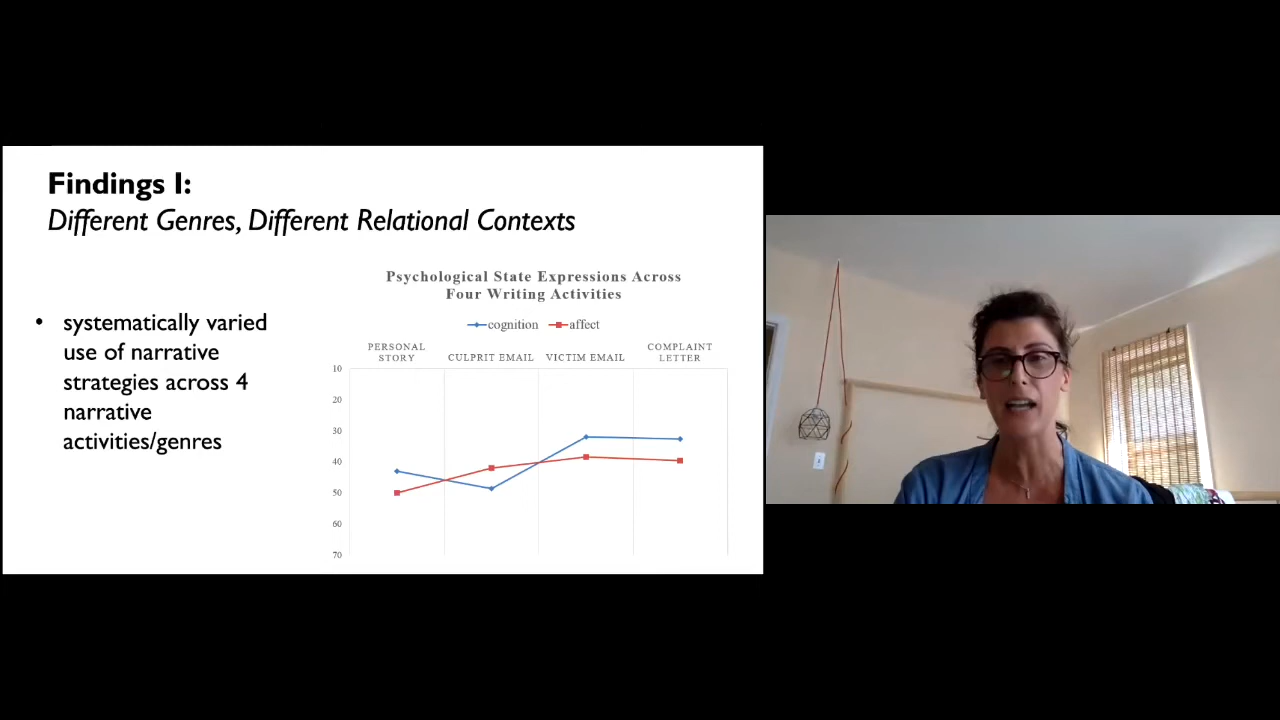 Findings I:
Different Genres, Different Relational Contexts
• systematically varied
use of narrative
strategies across 4
narrative
activities/genres
Psychological State Expressions Across
Four Writing Activities
cognition affect
PERSONAL
STORY
CULPRIT EMAIL
VICTIM EMAIL
COMPLAINT
LETTER
10
20
30
40
50
60
70